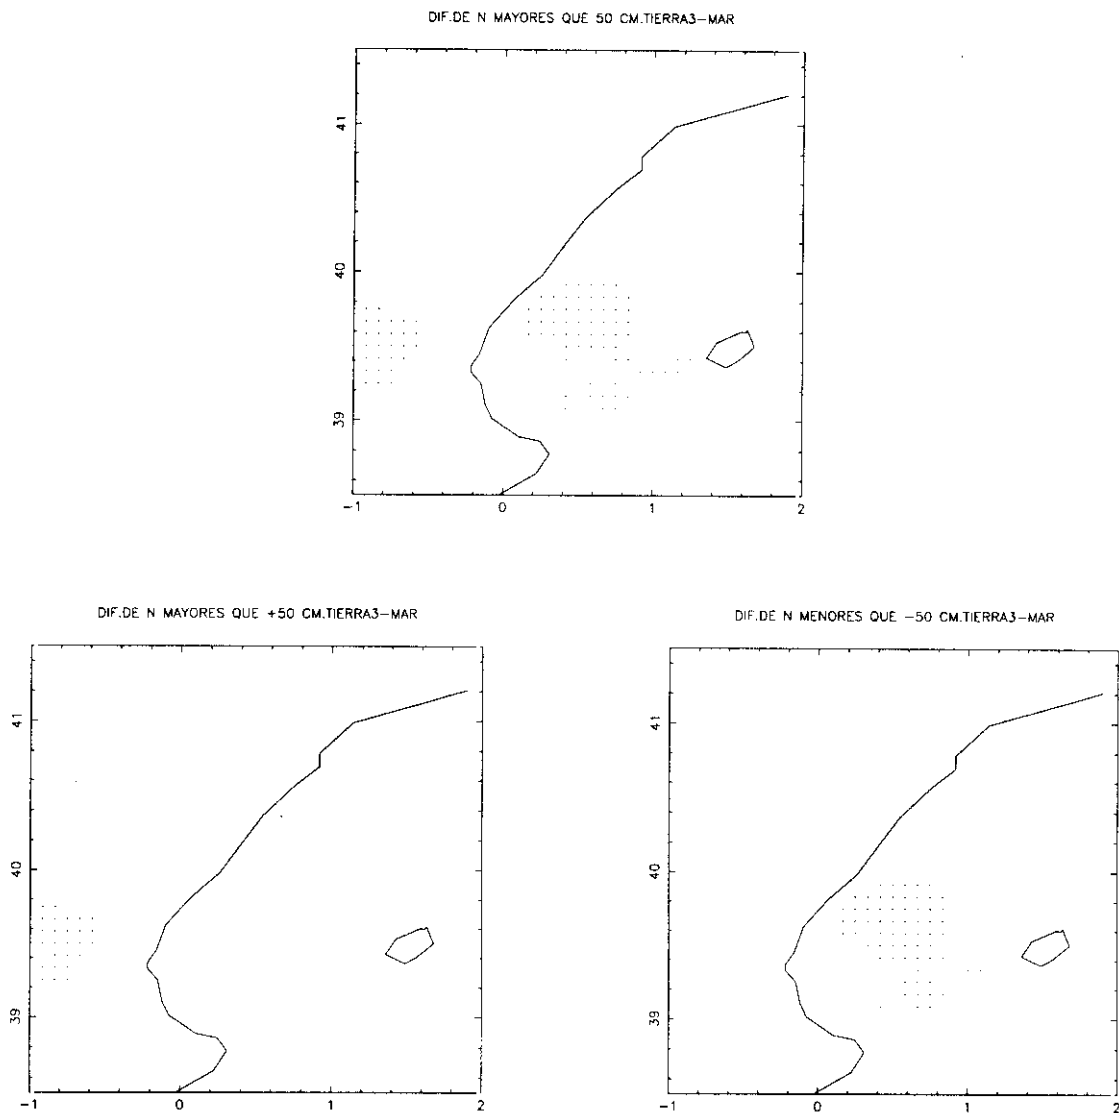 DIF.DE N MAYORES QUE 50 CM.TIERRA3-MAR
41
40
39
-1 0 1 2
DIF.DE N MAYORES QUE +50 CM.TIERRA3-MAR
41
40
39
-1 0 1 2
DIF.DE N MENORES QUE -50 CM.TIERRA3-MAR
41
40
39
-1 0 1 2